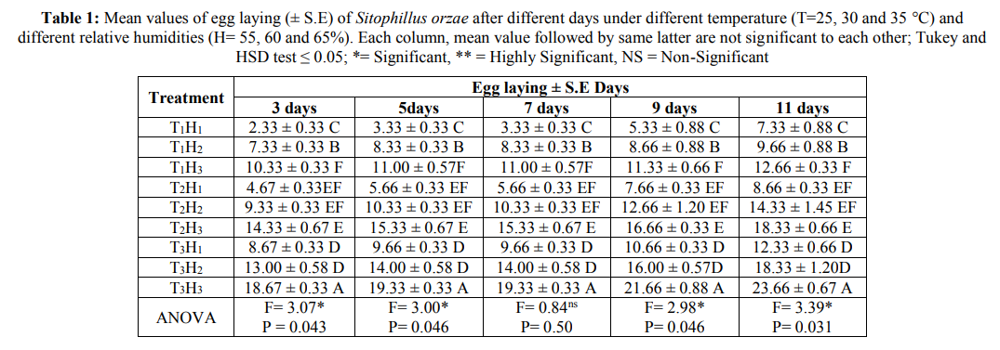 Table 1: Mean values of egg laying (± S.E) of Sitophillus orzae after different days under different temperature (T=25, 30 and 35 °C) and
different relative humidities (H= 55, 60 and 65%). Each column, mean value followed by same latter are not significant to each other; Tukey and
HSD test ≤ 0.05; *= Significant, ** = Highly Significant, NS = Non-Significant
Treatment Egg laying ± S.E Days
3 days 5days 7 days 9 days 11 days
T₁H₁ 2.33 ± 0.33 C 3.33 ± 0.33 C 3.33 ± 0.33 C 5.33 ± 0.88 C 7.33 ± 0.88 C
T₁H₂ 7.33 ± 0.33 B 8.33 ± 0.33 B 8.33 ± 0.33 B 8.66 ± 0.88 B 9.66 ± 0.88 B
T₁H₃ 10.33 ± 0.33 F 11.00 ± 0.57F 11.00 ± 0.57F 11.33 ± 0.66 F 12.66 ± 0.33 F
T₂H₁ 4.67 ± 0.33EF 5.66 ± 0.33 EF 5.66 ± 0.33 EF 7.66 ± 0.33 EF 8.66 ± 0.33 EF
T₂H₂ 9.33 ± 0.33 EF 10.33 ± 0.33 EF 10.33 ± 0.33 EF 12.66 ± 1.20 EF 14.33 ± 1.45 EF
T₂H₃ 14.33 ± 0.67 E 15.33 ± 0.67 E 15.33 ± 0.67 E 16.66 ± 0.33 E 18.33 ± 0.66 E
T₃H₁ 8.67 ± 0.33 D 9.66 ± 0.33 D 9.66 ± 0.33 D 10.66 ± 0.33 D 12.33 ± 0.66 D
T₃H₂ 13.00 ± 0.58 D 14.00 ± 0.58 D 14.00 ± 0.58 D 16.00 ± 0.57D 18.33 ± 1.20D
T₃H₃ 18.67 ± 0.33 A 19.33 ± 0.33 A 19.33 ± 0.33 A 21.66 ± 0.88 A 23.66 ± 0.67 A
ANOVA F= 3.07* F= 3.00* F= 0.84ⁿˢ F= 2.98* F= 3.39*
P = 0.043 P= 0.046 P= 0.50 P= 0.046 P= 0.031